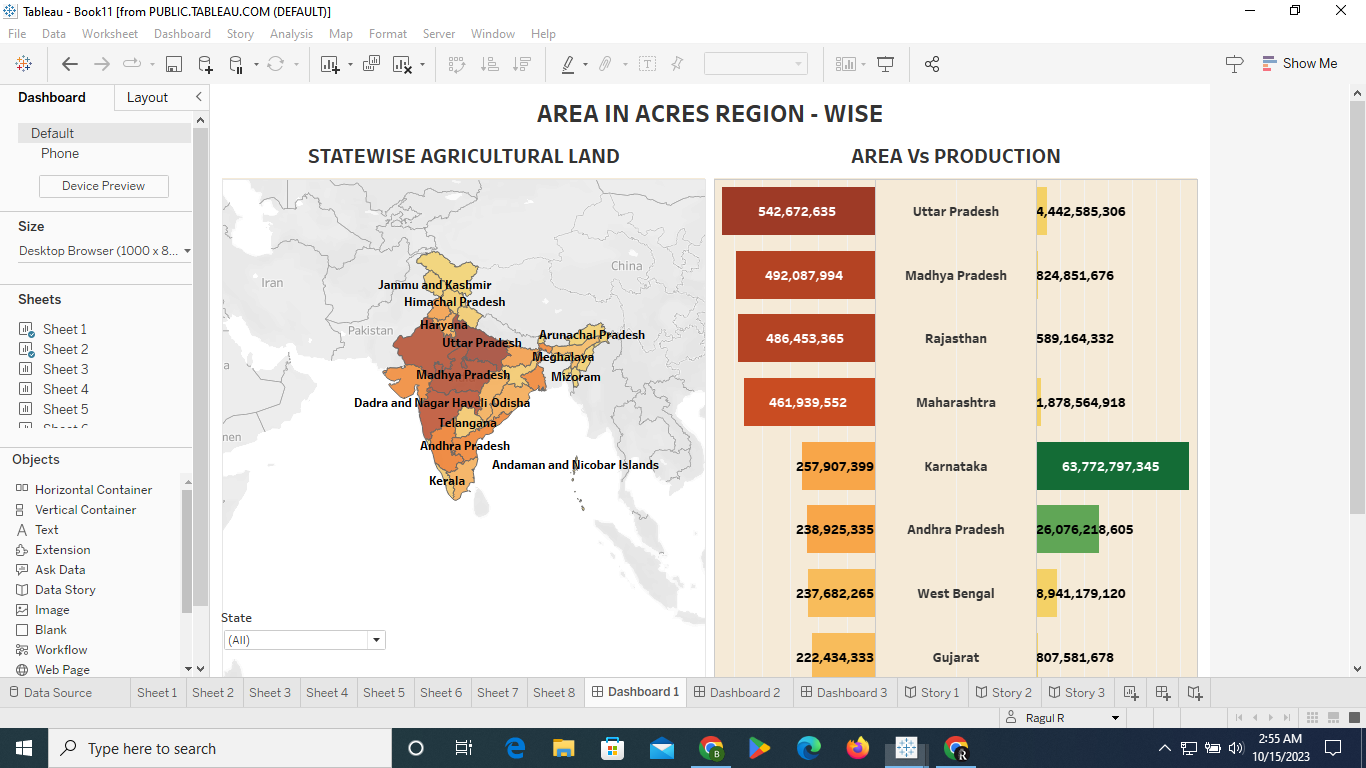 Tableau - Book11 [from PUBLIC.TABLEAU.COM (DEFAULT)]
File Data Worksheet Dashboard Story Analysis Map Format Server Window Help
Show Me
Dashboard Layout
Default
Phone
Device Preview
Size
Desktop Browser (1000 x 8...
Sheets
Sheet 1
Sheet 2
Sheet 3
Sheet 4
Sheet 5
Objects
Horizontal Container
Vertical Container
Text
Extension
Ask Data
Data Story
Image
Blank
Workflow
Web Page
AREA IN ACRES REGION - WISE
STATEWISE AGRICULTURAL LAND
Iran
China
Pakistan
Jammu and Kashmir
Himachal Pradesh
Haryana
Arunachal Pradesh
Uttar Pradesh
Meghalaya
Madhya Pradesh
Mizoram
Dadra and Nagar Haveli Odisha
Telangana
Andhra Pradesh
Andaman and Nicobar Islands
Kerala
a
men
State
(All)
AREA Vs PRODUCTION
542,672,635 Uttar Pradesh 4,442,585,306
492,087,994 Madhya Pradesh 824,851,676
486,453,365 Rajasthan 589,164,332
461,939,552 Maharashtra 1,878,564,918
257,907,399 Karnataka 63,772,797,345
238,925,335 Andhra Pradesh 26,076,218,605
237,682,265 West Bengal 8,941,179,120
222,434,333 Gujarat 807,581,678
Data Source Sheet 1 Sheet 2 Sheet 3 Sheet 4 Sheet 5 Sheet 6 Sheet 7 Sheet 8 Dashboard 1 Dashboard 2 Dashboard 3 Story 1 Story 2 Story 3
Ragul R
Type here to search
B
R
2:55 AM
10/15/2023